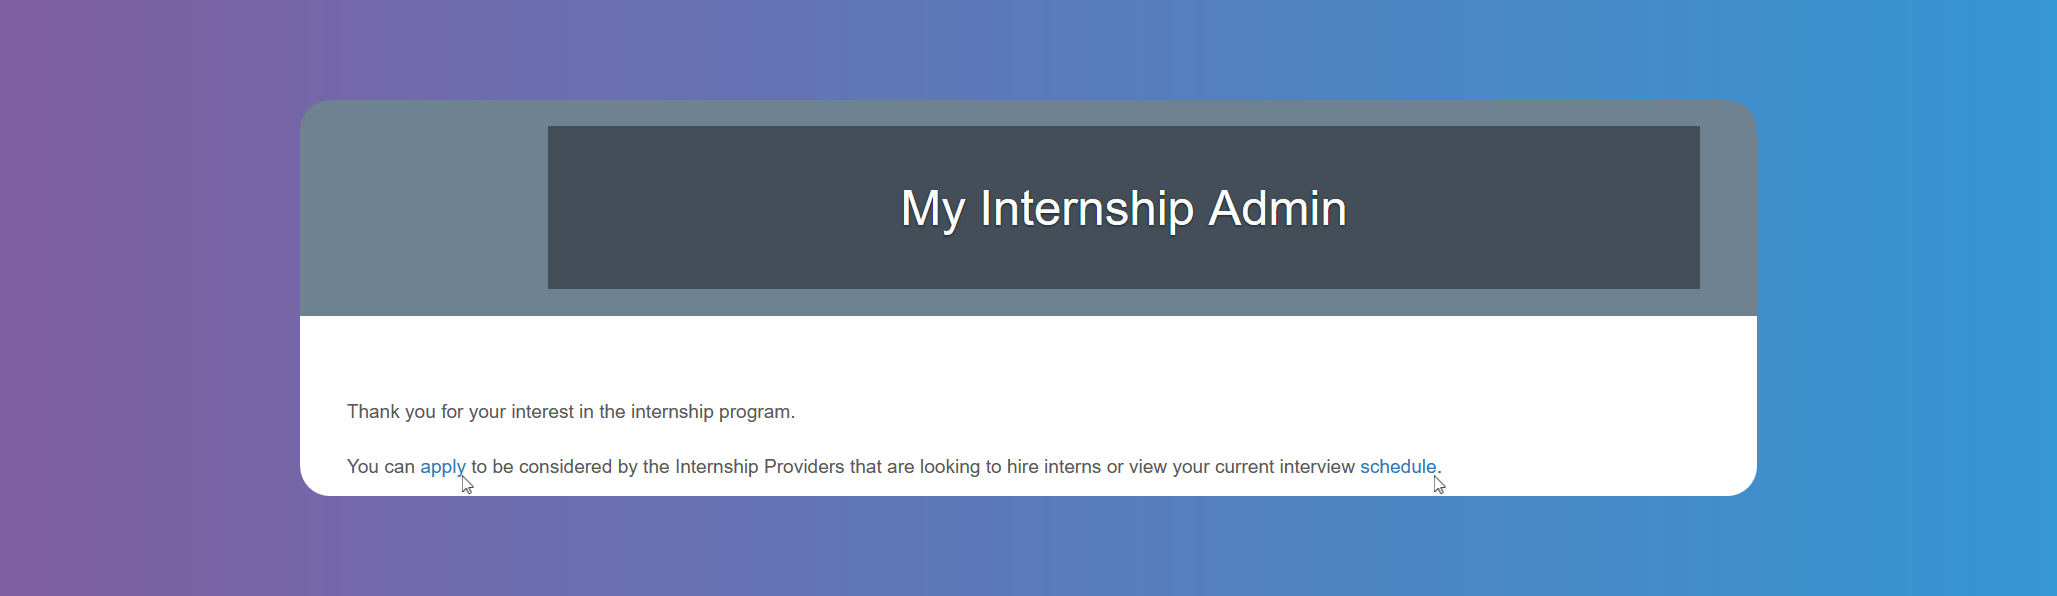 My Internship Admin
Thank you for your interest in the internship program.
You can apply to be considered by the Internship Providers that are looking to hire interns or view your current interview schedule.